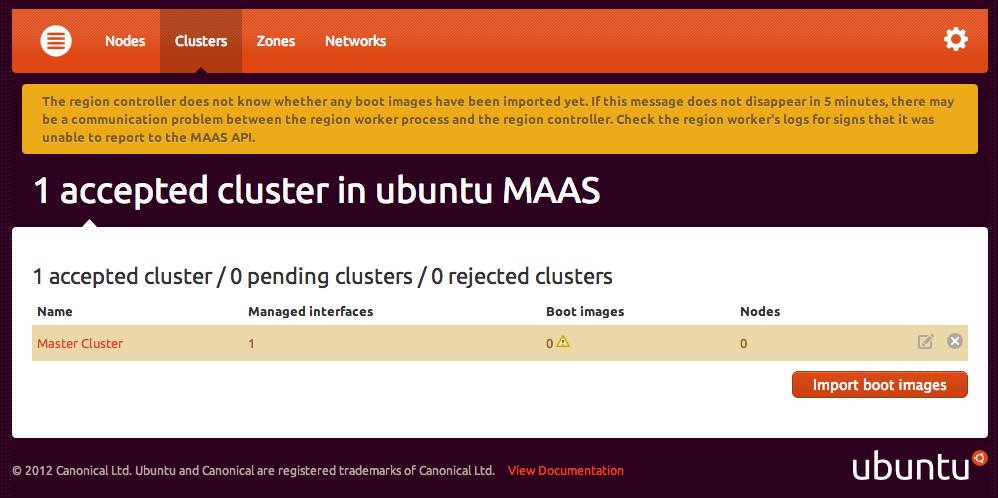 Nodes Clusters Zones Networks
The region controller does not know whether any boot images have been imported yet. If this message does not disappear in 5 minutes, there may
be a communication problem between the region worker process and the region controller. Check the region worker's logs for signs that it was
unable to report to the MAAS API.
1 accepted cluster in ubuntu MAAS
1 accepted cluster / 0 pending clusters / 0 rejected clusters
Name Managed interfaces Boot images Nodes
Master Cluster 1 0 0
Import boot images
© 2012 Canonical Ltd. Ubuntu and Canonical are registered trademarks of Canonical Ltd. View Documentation
ubuntu